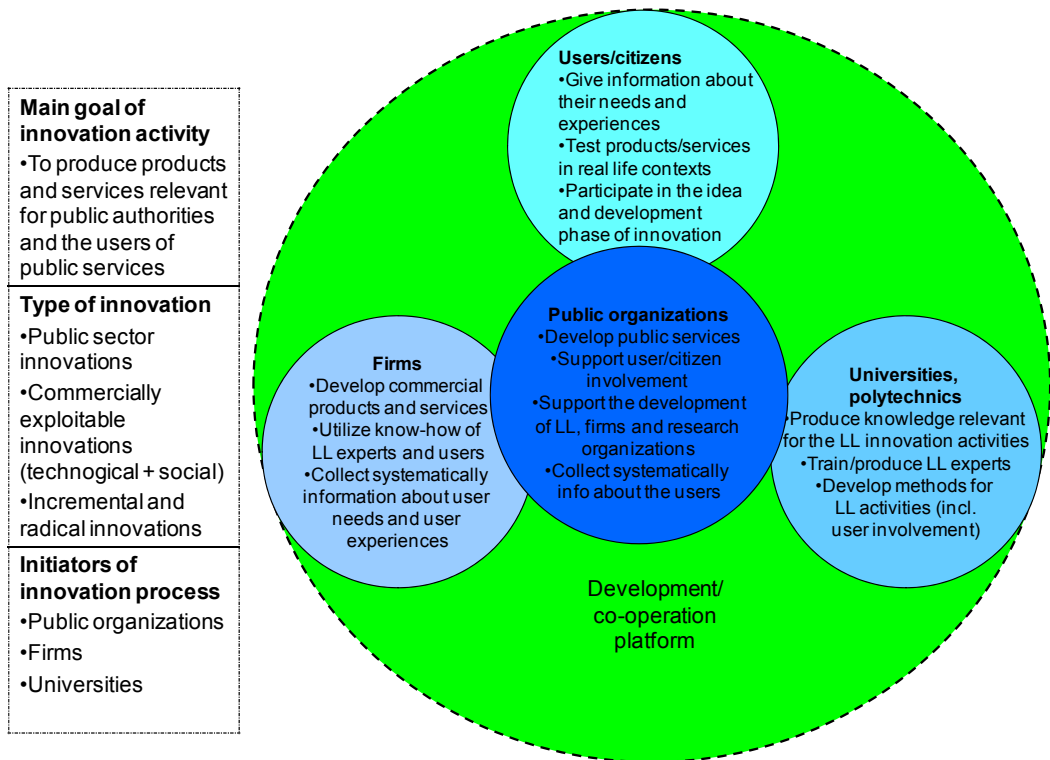 Main goal of
innovation activity
•To produce products
and services relevant
for public authorities
and the users of
public services
Type of innovation
•Public sector
innovations
•Commercially
exploitable
innovations
(technogical + social)
•Incremental and
radical innovations
Initiators of
innovation process
•Public organizations
•Firms
•Universities
Users/citizens
•Give information about
their needs and
experiences
•Test products/services
in real life contexts
•Participate in the idea
and development
phase of innovation
Public organizations
•Develop public services
•Support user/citizen
involvement
•Support the development
of LL, firms and research
organizations
•Collect systematically
info about the users
Firms
•Develop commercial
products and services
•Utilize know-how of
LL experts and users
•Collect systematically
information about user
needs and user
experiences
Universities,
polytechnics
•Produce knowledge relevant
for the LL innovation activities
•Train/produce LL experts
•Develop methods for
LL activities (incl.
user involvement)
Development/
co-operation
platform